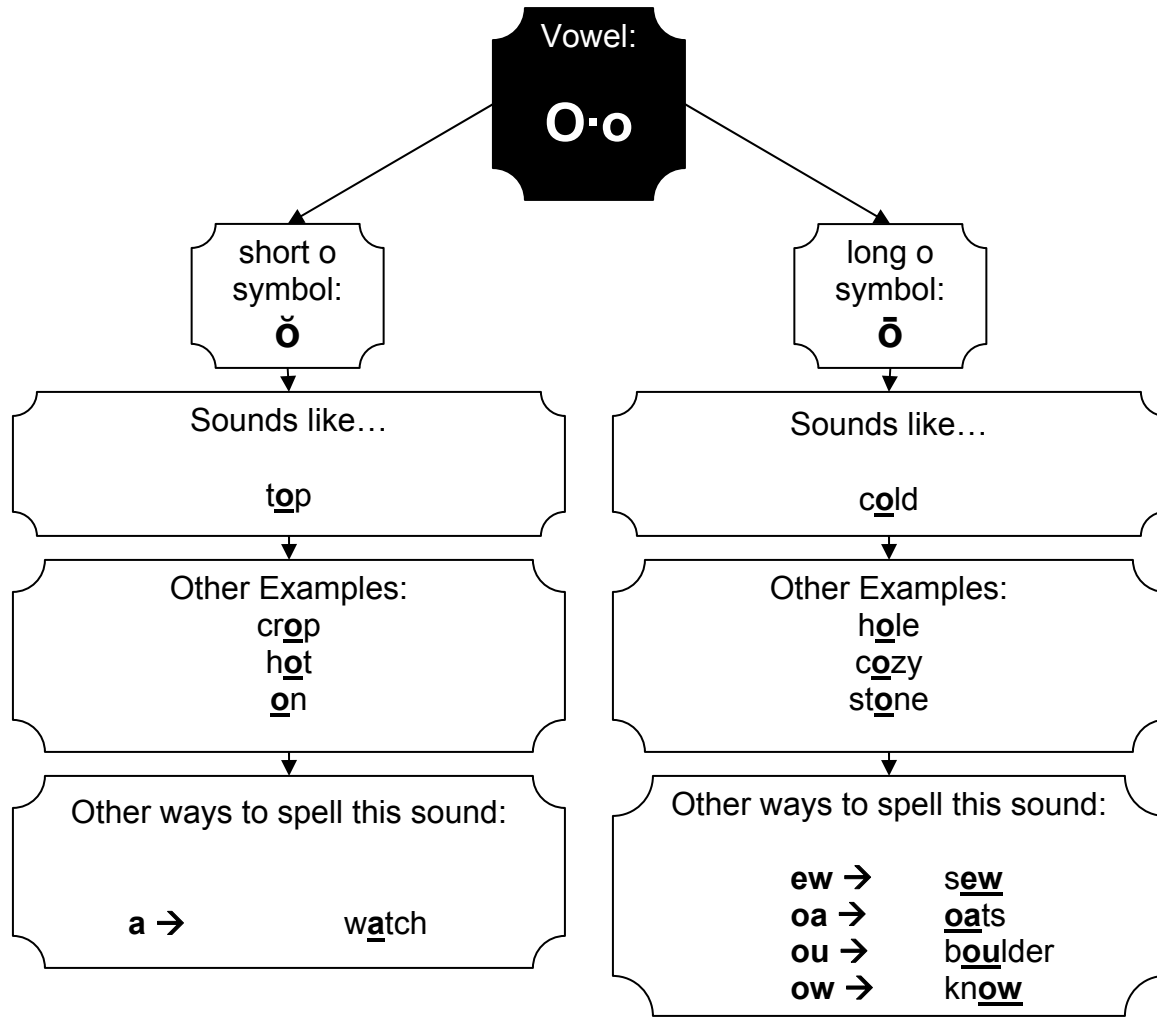 Vowel:
O·o
short o
symbol:
ŏ
Sounds like…
top
Other Examples:
crop
hot
on
Other ways to spell this sound:
a → watch
long o
symbol:
ō
Sounds like…
cold
Other Examples:
hole
cozy
stone
Other ways to spell this sound:
ew → sew
oa → oats
ou → boulder
ow → know